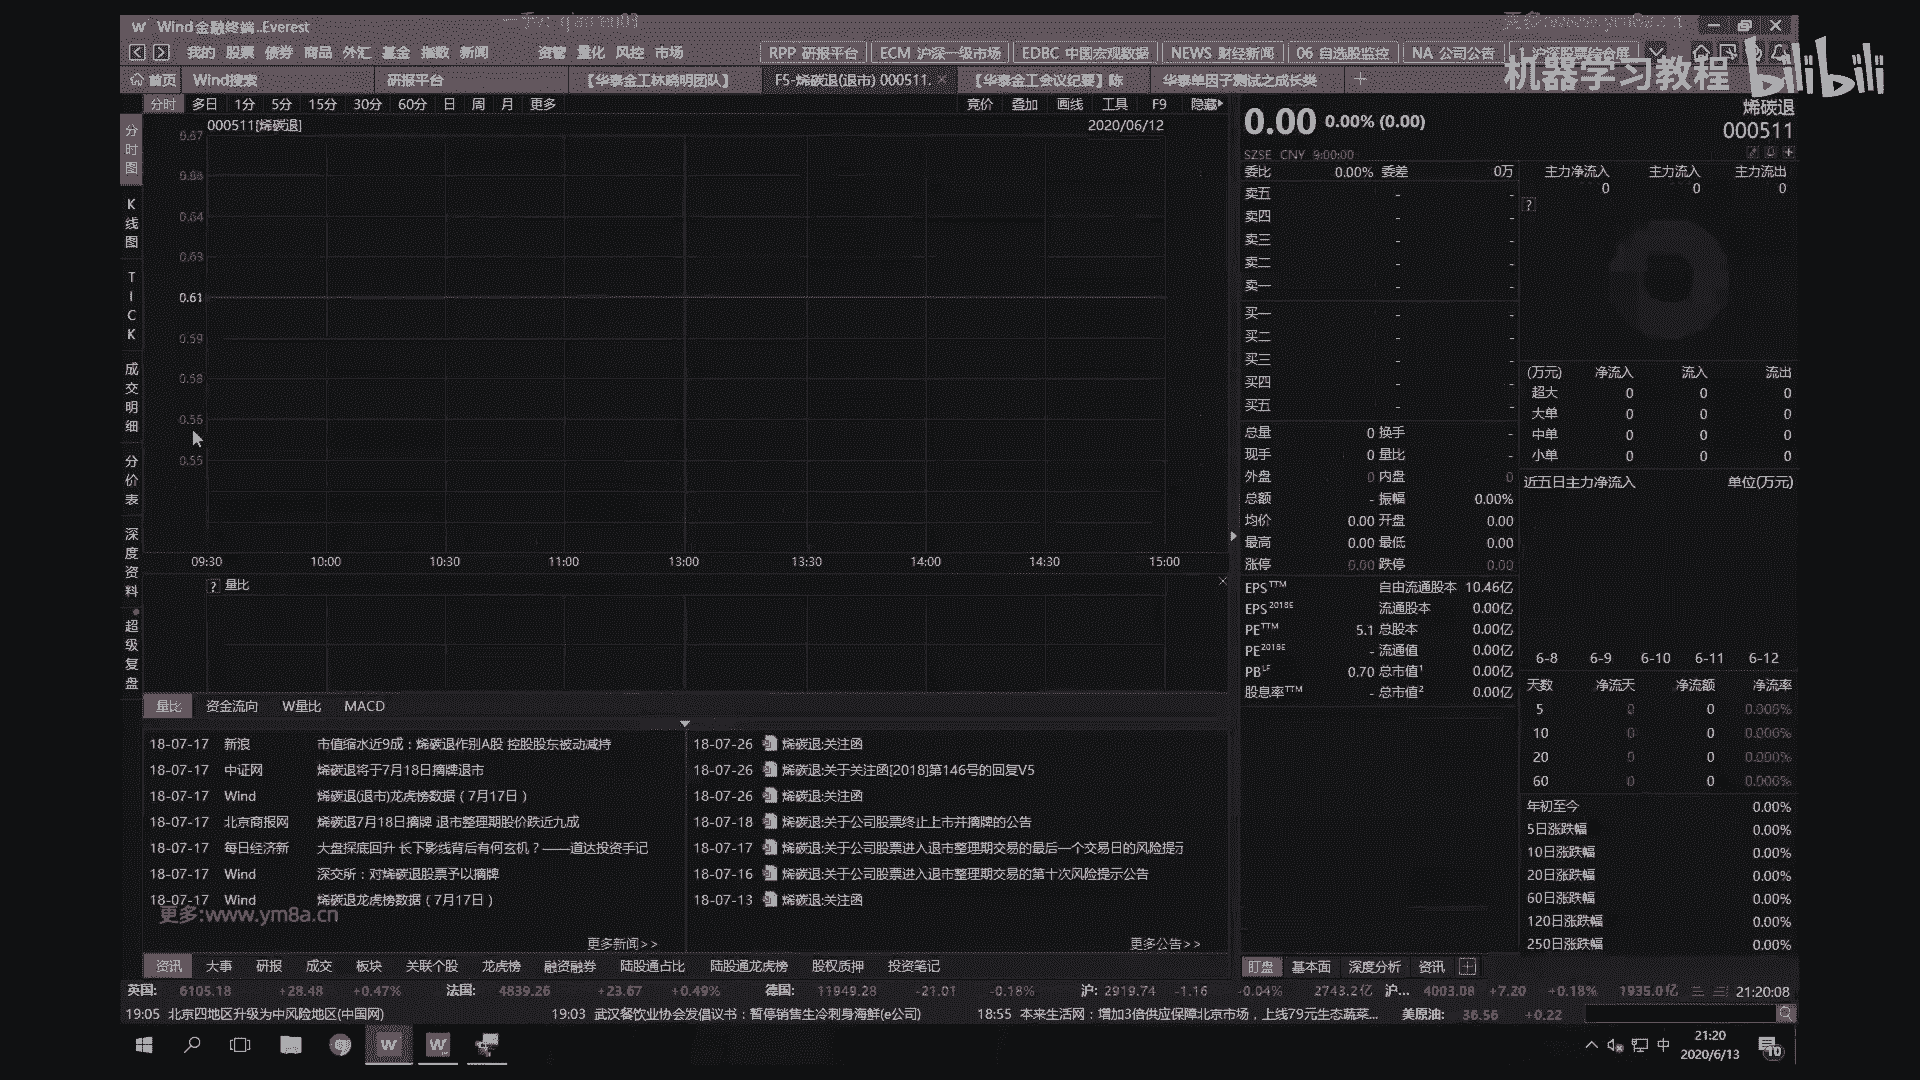 Wind金融终端..Everest
我的 股票 债券 商品 外汇 基金 指数 新闻 资管 量化 风控 市场 RPP 研报平台 ECM 沪深一级市场 EDBC 中国宏观数据 NEWS 财经新闻 06 自选股监控 NA 公司公告 1 沪深股票综合屏
机器学习教程 bilibili
首页 Wind搜索 研报平台 【华泰金工林晓明团队】 F5-烯碳退(退市) 000511. 【华泰金工会议纪要】陈 华泰单因子测试之成长类
分时 多日 1分 5分 15分 30分 60分 日 周 月 更多 竞价 叠加 画线 工具 F9 隐藏
000511[烯碳退] 2020/06/12
分时图
K线图
TICK
成交明细
分价表
深度资料
超级复盘
0.67
0.64
0.63
0.61
0.59
0.58
0.55
09:30 10:00 10:30 11:00 13:00 13:30 14:00 14:30 15:00
? 量比
量比 资金流向 W量比 MACD
18-07-17 新浪 市值缩水近9成：烯碳退作别A股 控股股东被动减持
18-07-17 中证网 烯碳退将于7月18日摘牌退市
18-07-17 Wind 烯碳退(退市)龙虎榜数据（7月17日）
18-07-17 北京商报网 烯碳退7月18日摘牌 退市整理期股价跌近九成
18-07-17 每日经济新 大盘探底回升 长下影线背后有何玄机？——道达投资手记
18-07-17 Wind 深交所：对烯碳退股票予以摘牌
18-07-17 Wind 烯碳退龙虎榜数据（7月17日）
更多:www.ym8a.cn
更多新闻>>
18-07-26 烯碳退:关注函
18-07-26 烯碳退:关于关注函[2018]第146号的回复V5
18-07-26 烯碳退:关注函
18-07-18 烯碳退:关于公司股票终止上市并摘牌的公告
18-07-17 烯碳退:关于公司股票进入退市整理期交易的最后一个交易日的风险提示
18-07-16 烯碳退:关于公司股票进入退市整理期交易的第十次风险提示公告
18-07-13 烯碳退:关注函
更多公告>>
资讯 大事 研报 成交 板块 关联个股 龙虎榜 融资融券 陆股通占比 陆股通龙虎榜 股权质押 投资笔记
0.00 0.00% (0.00)
烯碳退
000511
SZSE CNY 9:00:00
委比 0.00% 委差 0万
卖五 - -
卖四 - -
卖三 - -
卖二 - -
卖一 - -
买一 - -
买二 - -
买三 - -
买四 - -
买五 - -
总量 0 换手 -
现手 0 量比 -
外盘 0 内盘 0
总额 - 振幅 0.00%
均价 0.00 开盘 0.00
最高 0.00 最低 0.00
涨停 0.00 跌停 0.00
EPS TTM 自由流通股本 10.46亿
EPS 2018E 流通股本 0.00亿
PE TTM 5.1 总股本 0.00亿
PE 2018E - 流通值 0.00亿
PB LF 0.70 总市值1 0.00亿
股息率TTM - 总市值2 0.00亿
主力净流入 主力流入 主力流出
0 0 0
?
(万元) 净流入 流入 流出
超大 0 0 0
大单 0 0 0
中单 0 0 0
小单 0 0 0
近五日主力净流入 单位(万元)
6-8 6-9 6-10 6-11 6-12
天数 净流天 净流额 净流率
5 0 0 0.000%
10 0 0 0.000%
20 0 0 0.000%
60 0 0 0.000%
年初至今 0.00%
5日涨跌幅 0.00%
10日涨跌幅 0.00%
20日涨跌幅 0.00%
60日涨跌幅 0.00%
120日涨跌幅 0.00%
250日涨跌幅 0.00%
盯盘 基本面 深度分析 资讯
英国: 6105.18 +28.48 +0.47% 法国: 4839.26 +23.67 +0.49% 德国: 11949.28 -21.01 -0.18% 沪: 2919.74 -1.16 -0.04% 2743.2亿 沪... 4003.08 +7.20 +0.18% 1935.0亿 21:20:08
19:05 北京四地区升级为中风险地区(中国网) 19:03 武汉餐饮业协会发倡议书：暂停销售生冷刺身海鲜(e公司) 18:55 本来生活网：增加3倍供应保障北京市场，上线79元生态蔬菜... 美原油: 36.56 +0.22
中 21:20
2020/6/13
10